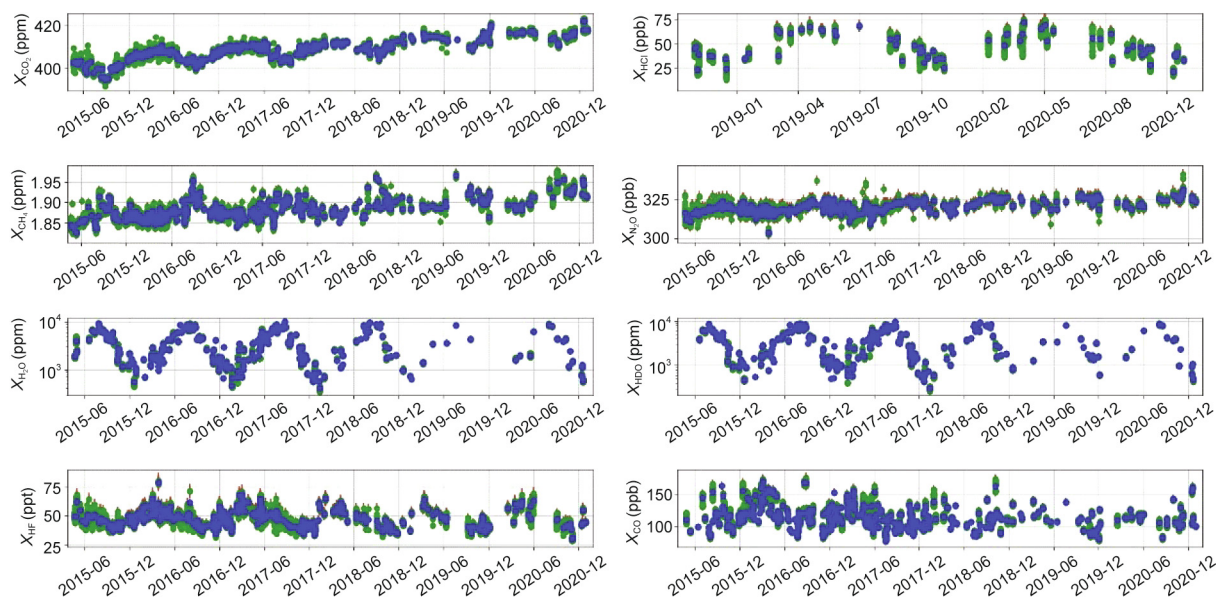 X_CO₂ (ppm)
420
400
2015-06 2015-12 2016-06 2016-12 2017-06 2017-12 2018-06 2018-12 2019-06 2019-12 2020-06 2020-12
X_HCl (ppb)
75
50
25
2019-01 2019-04 2019-07 2019-10 2020-02 2020-05 2020-08 2020-12
X_CH₄ (ppm)
1.95
1.90
1.85
2015-06 2015-12 2016-06 2016-12 2017-06 2017-12 2018-06 2018-12 2019-06 2019-12 2020-06 2020-12
X_N₂O (ppb)
325
300
2015-06 2015-12 2016-06 2016-12 2017-06 2017-12 2018-06 2018-12 2019-06 2019-12 2020-06 2020-12
X_H₂O (ppm)
10⁴
10³
2015-06 2015-12 2016-06 2016-12 2017-06 2017-12 2018-06 2018-12 2019-06 2019-12 2020-06 2020-12
X_HDO (ppm)
10⁴
10³
2015-06 2015-12 2016-06 2016-12 2017-06 2017-12 2018-06 2018-12 2019-06 2019-12 2020-06 2020-12
X_HF (ppt)
75
50
25
2015-06 2015-12 2016-06 2016-12 2017-06 2017-12 2018-06 2018-12 2019-06 2019-12 2020-06 2020-12
X_CO (ppb)
150
100
2015-06 2015-12 2016-06 2016-12 2017-06 2017-12 2018-06 2018-12 2019-06 2019-12 2020-06 2020-12